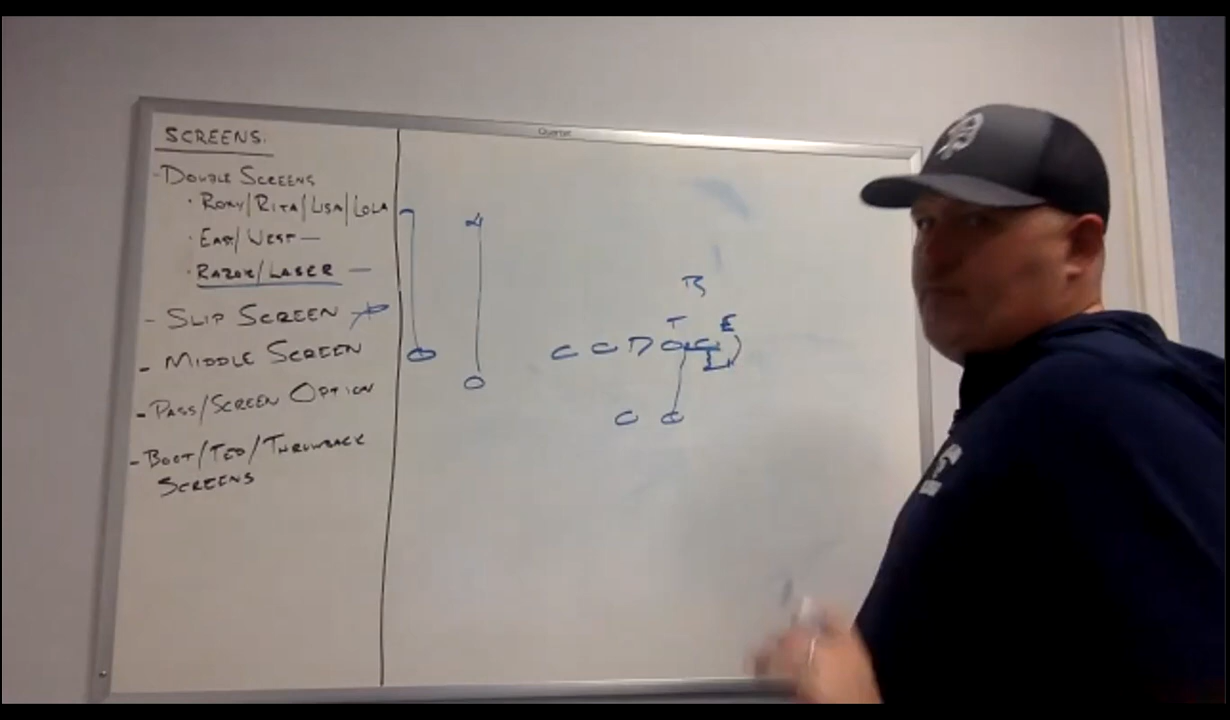 Quartet
SCREENS.
- DOUBLE SCREENS
· ROXY/RITA/LISA/LOLA
· EAST/WEST —
· RAZOR/LASER —
- SLIP SCREEN
- MIDDLE SCREEN
- PASS/SCREEN OPTION
- BOOT/TED/THROWBACK
SCREENS
B
T E